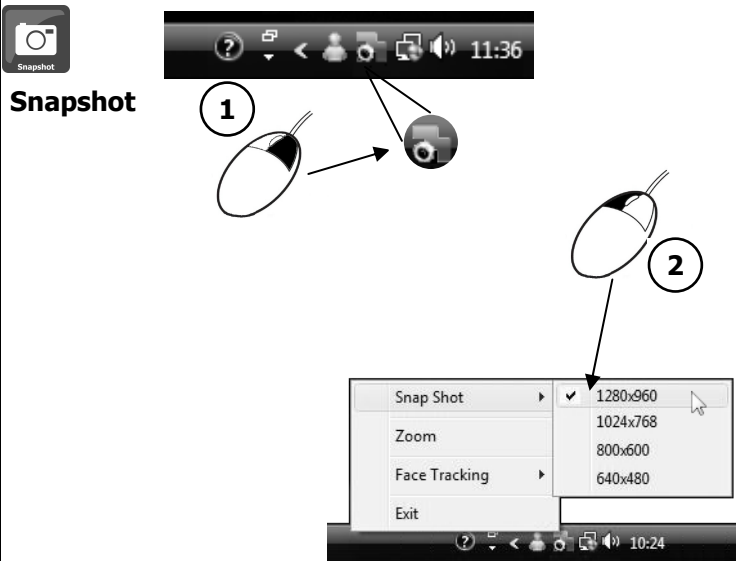 Snapshot
Snapshot
? < 11:36
1
2
Snap Shot
Zoom
Face Tracking
Exit
1280x960
1024x768
800x600
640x480
? < 10:24